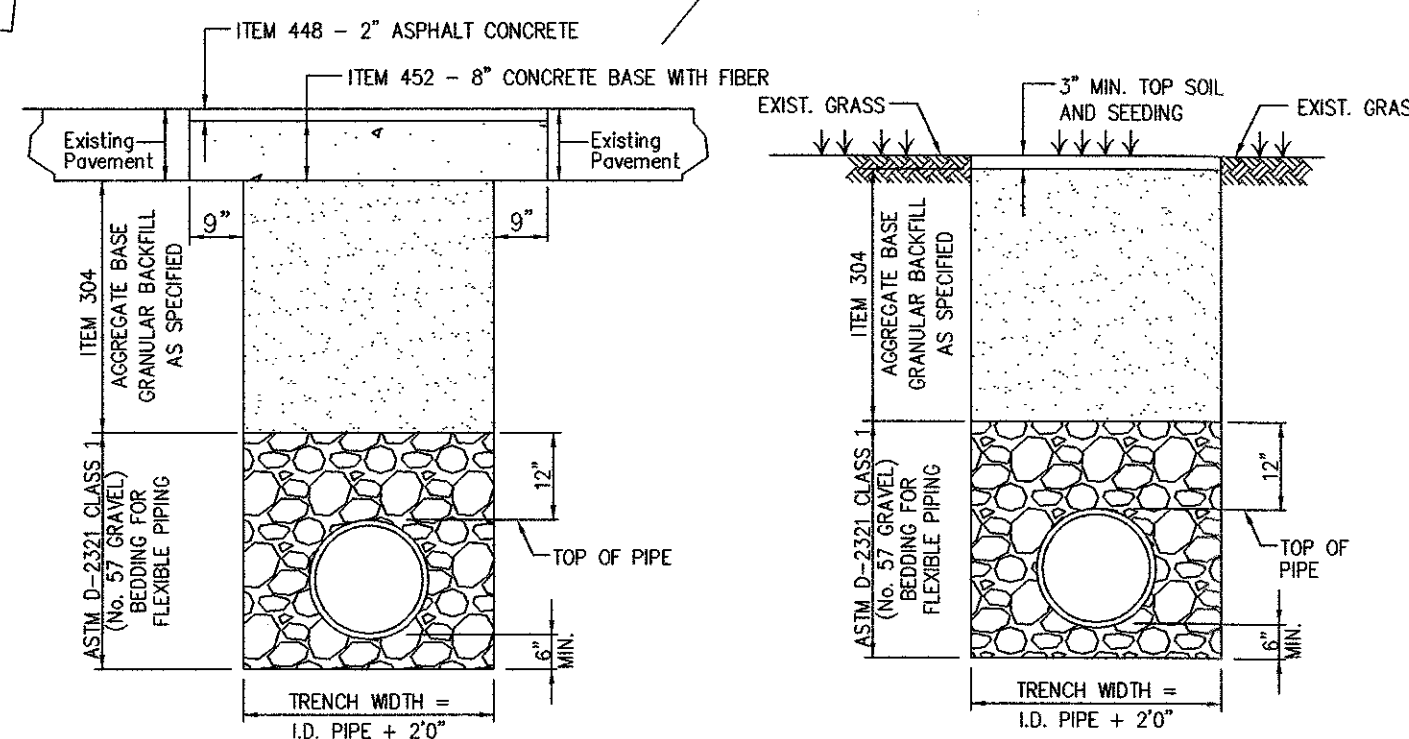 ITEM 448 - 2" ASPHALT CONCRETE
ITEM 452 - 8" CONCRETE BASE WITH FIBER
Existing
Pavement
Existing
Pavement
9"
9"
ITEM 304
AGGREGATE BASE
GRANULAR BACKFILL
AS SPECIFIED
ASTM D-2321 CLASS 1
(No. 57 GRAVEL)
BEDDING FOR
FLEXIBLE PIPING
12"
TOP OF PIPE
6"
MIN.
TRENCH WIDTH =
I.D. PIPE + 2'0"
EXIST. GRASS
3" MIN. TOP SOIL
AND SEEDING
EXIST. GRAS
ITEM 304
AGGREGATE BASE
GRANULAR BACKFILL
AS SPECIFIED
ASTM D-2321 CLASS 1
(No. 57 GRAVEL)
BEDDING FOR
FLEXIBLE PIPING
12"
TOP OF
PIPE
6"
MIN.
TRENCH WIDTH =
I.D. PIPE + 2'0"